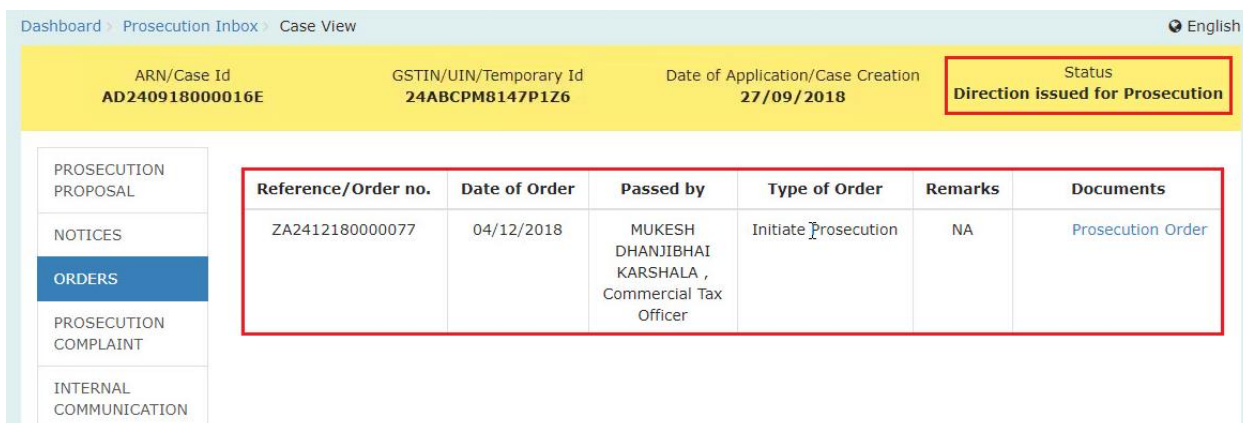 Dashboard > Prosecution Inbox > Case View English
ARN/Case Id GSTIN/UIN/Temporary Id Date of Application/Case Creation Status
AD240918000016E 24ABCPM8147P1Z6 27/09/2018 Direction issued for Prosecution
PROSECUTION
PROPOSAL
NOTICES
ORDERS
PROSECUTION
COMPLAINT
INTERNAL
COMMUNICATION
Reference/Order no. Date of Order Passed by Type of Order Remarks Documents
ZA2412180000077 04/12/2018 MUKESH Initiate Prosecution NA Prosecution Order
DHANJIBHAI
KARSHALA ,
Commercial Tax
Officer